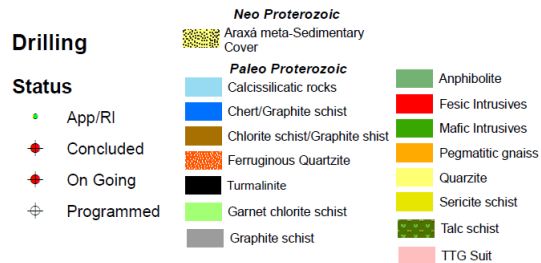 Drilling
Status
App/RI
Concluded
On Going
Programmed
Neo Proterozoic
Araxá meta-Sedimentary
Cover
Paleo Proterozoic
Calcissilicatic rocks
Chert/Graphite schist
Chlorite schist/Graphite shist
Ferruginous Quartzite
Turmalinite
Garnet chlorite schist
Graphite schist
Anphibolite
Fesic Intrusives
Mafic Intrusives
Pegmatitic gnaiss
Quarzite
Sericite schist
Talc schist
TTG Suit